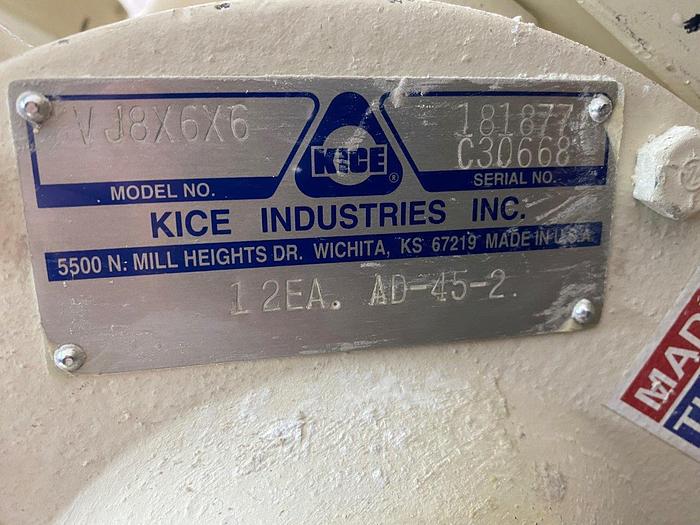 VJ8X6X6
MODEL NO.
KICE
®
181877
C30668
SERIAL NO.
KICE INDUSTRIES INC.
5500 N. MILL HEIGHTS DR. WICHITA, KS 67219 MADE IN U.S.A.
1 2EA. AD-45-2.
MAD